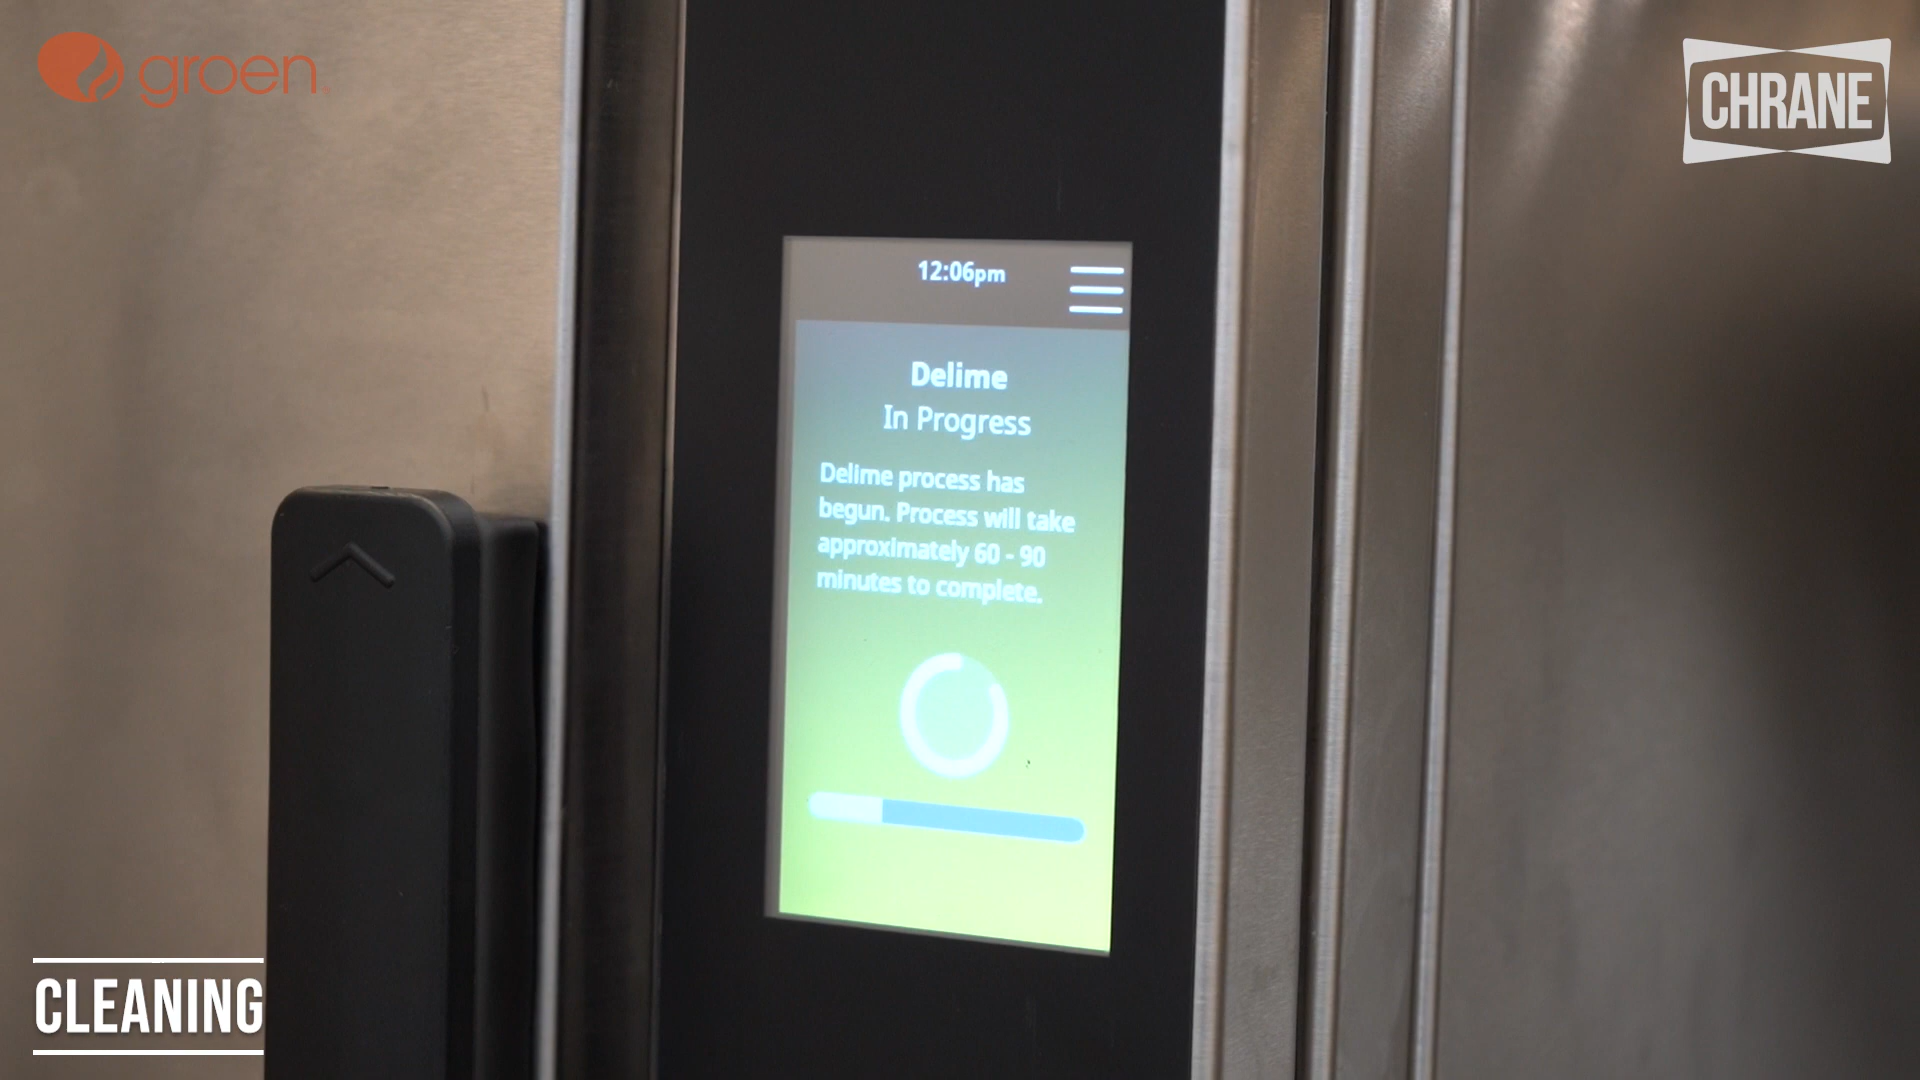 groen
CHRANE
12:06pm
Delime
In Progress
Delime process has
begun. Process will take
approximately 60 - 90
minutes to complete.
CLEANING